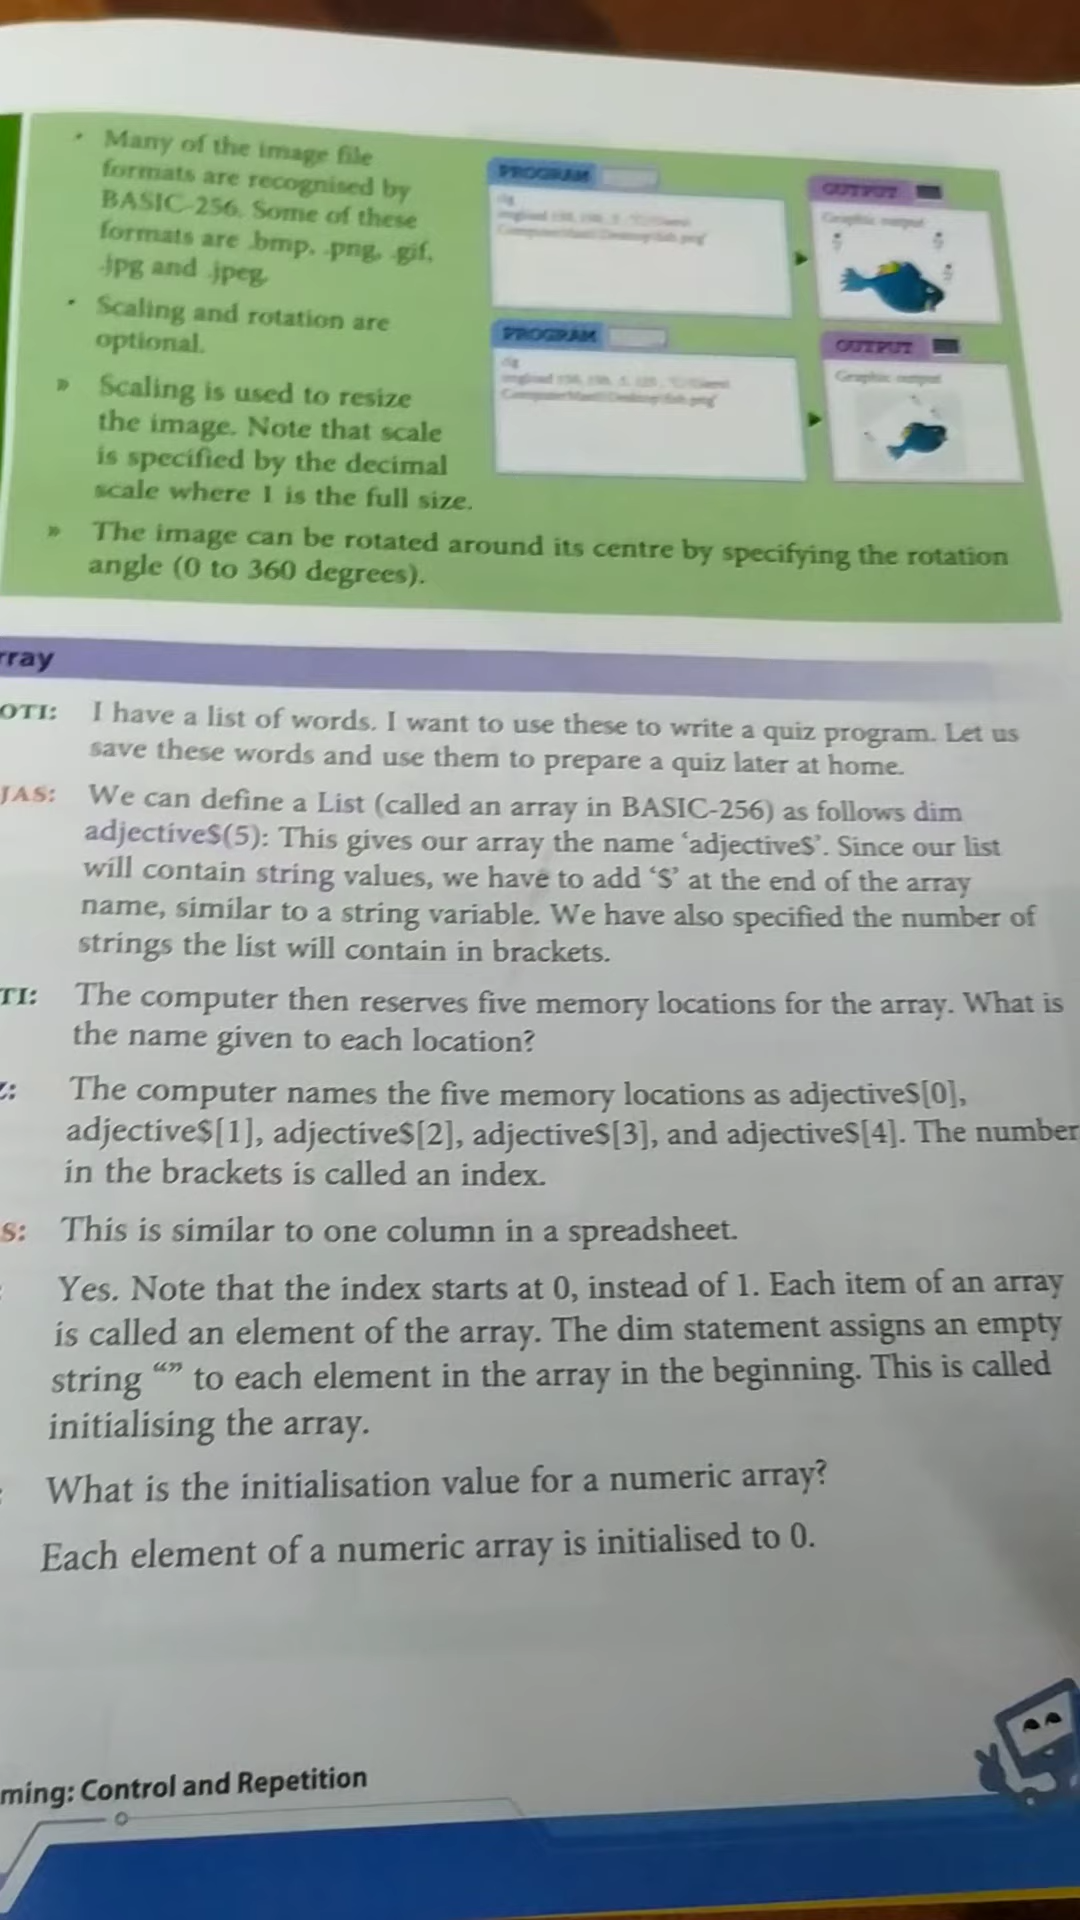 • Many of the image file
formats are recognised by
BASIC-256. Some of these
formats are .bmp, .png, .gif,
.jpg and .jpeg.
• Scaling and rotation are
optional.
» Scaling is used to resize
the image. Note that scale
is specified by the decimal
scale where 1 is the full size.
» The image can be rotated around its centre by specifying the rotation
angle (0 to 360 degrees).
PROGRAM
OUTPUT
Graphic output
PROGRAM
OUTPUT
Graphic output
rray
OTI: I have a list of words. I want to use these to write a quiz program. Let us
save these words and use them to prepare a quiz later at home.
JAS: We can define a List (called an array in BASIC-256) as follows dim
adjective$(5): This gives our array the name ‘adjective$’. Since our list
will contain string values, we have to add ‘$’ at the end of the array
name, similar to a string variable. We have also specified the number of
strings the list will contain in brackets.
TI: The computer then reserves five memory locations for the array. What is
the name given to each location?
: The computer names the five memory locations as adjective$[0],
adjective$[1], adjective$[2], adjective$[3], and adjective$[4]. The number
in the brackets is called an index.
S: This is similar to one column in a spreadsheet.
Yes. Note that the index starts at 0, instead of 1. Each item of an array
is called an element of the array. The dim statement assigns an empty
string “” to each element in the array in the beginning. This is called
initialising the array.
What is the initialisation value for a numeric array?
Each element of a numeric array is initialised to 0.
ming: Control and Repetition